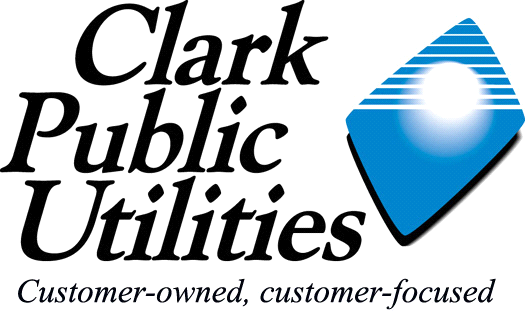 Clark
Public
Utilities
Customer-owned, customer-focused